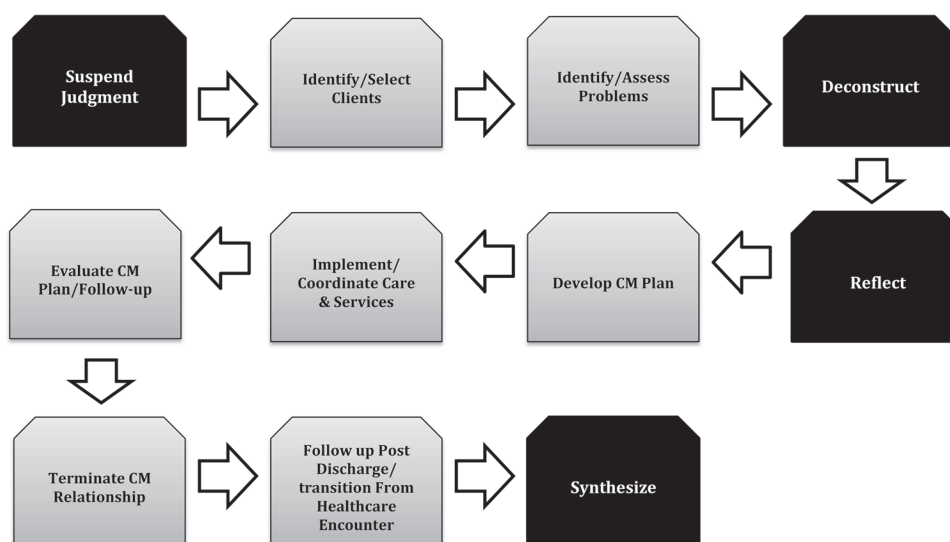 Suspend
Judgment
Identify/Select
Clients
Identify/Assess
Problems
Deconstruct
Evaluate CM
Plan/Follow-up
Implement/
Coordinate Care
& Services
Develop CM Plan
Reflect
Terminate CM
Relationship
Follow up Post
Discharge/
transition From
Healthcare
Encounter
Synthesize